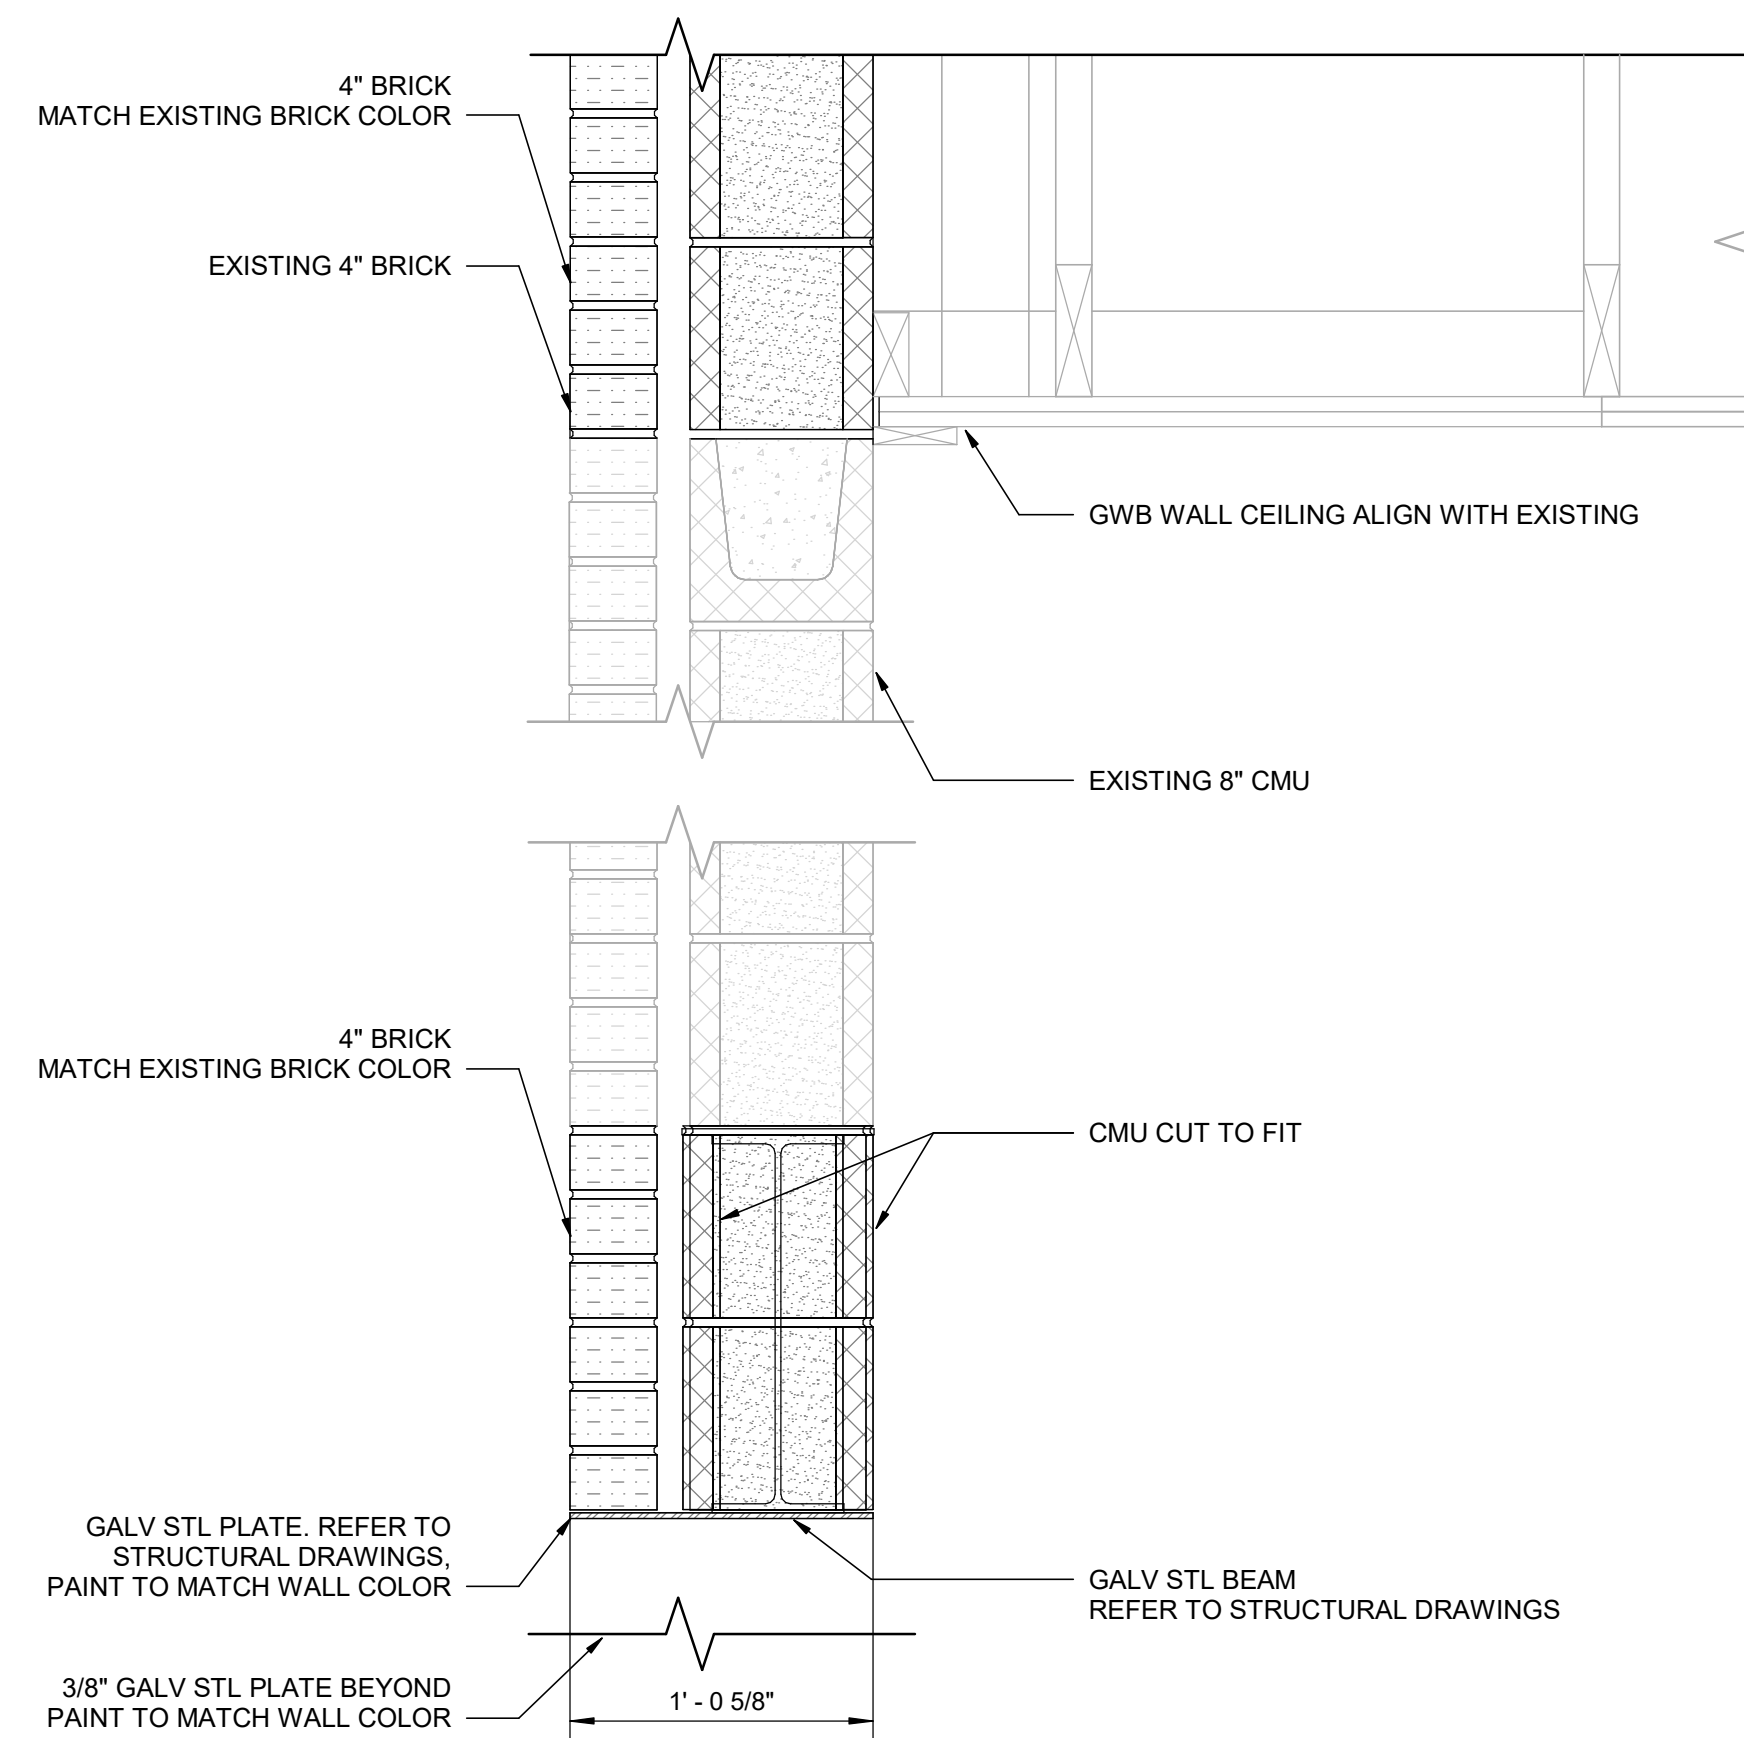 4" BRICK
MATCH EXISTING BRICK COLOR
EXISTING 4" BRICK
GWB WALL CEILING ALIGN WITH EXISTING
EXISTING 8" CMU
4" BRICK
MATCH EXISTING BRICK COLOR
CMU CUT TO FIT
GALV STL PLATE. REFER TO
STRUCTURAL DRAWINGS,
PAINT TO MATCH WALL COLOR
GALV STL BEAM
REFER TO STRUCTURAL DRAWINGS
3/8" GALV STL PLATE BEYOND
PAINT TO MATCH WALL COLOR
1' - 0 5/8"